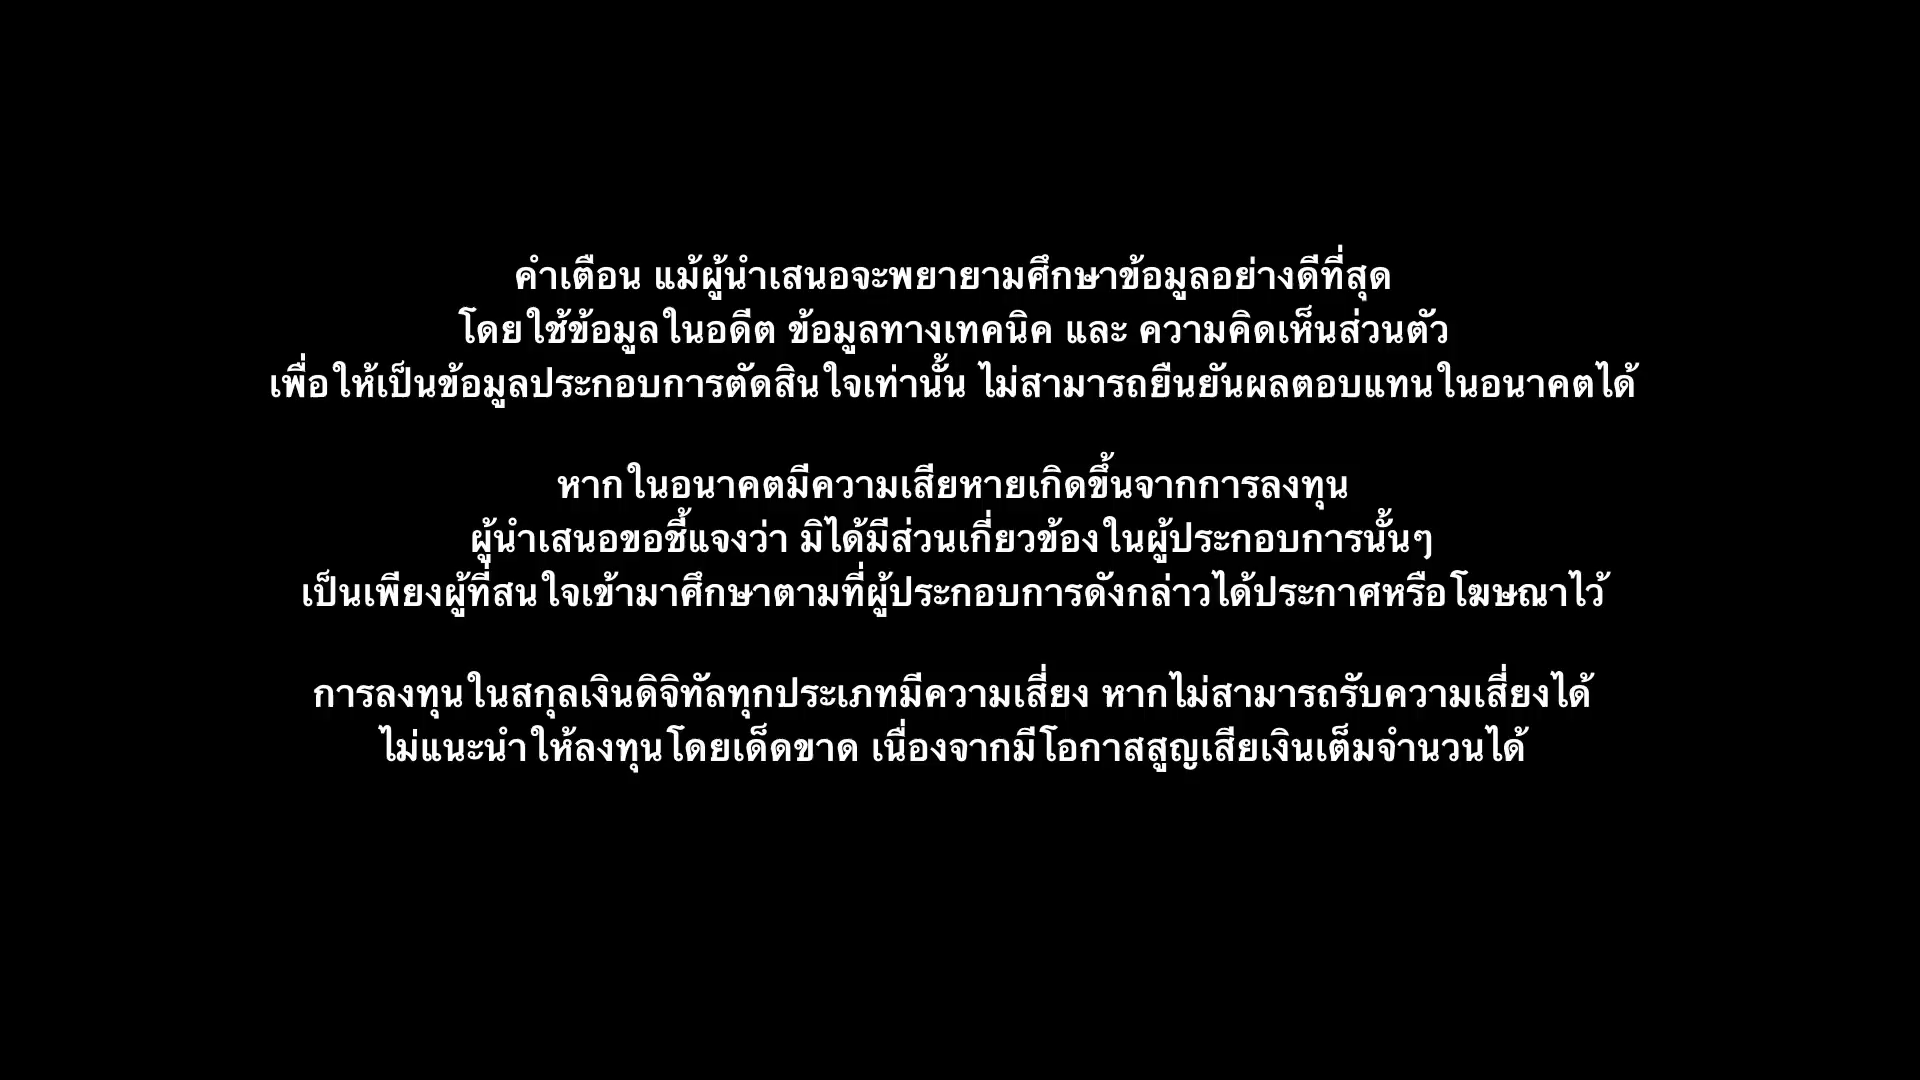 คำเตือน แม้ผู้นำเสนอจะพยายามศึกษาข้อมูลอย่างดีที่สุด
โดยใช้ข้อมูลในอดีต ข้อมูลทางเทคนิค และ ความคิดเห็นส่วนตัว
เพื่อให้เป็นข้อมูลประกอบการตัดสินใจเท่านั้น ไม่สามารถยืนยันผลตอบแทนในอนาคตได้
หากในอนาคตมีความเสียหายเกิดขึ้นจากการลงทุน
ผู้นำเสนอขอชี้แจงว่า มิได้มีส่วนเกี่ยวข้องในผู้ประกอบการนั้นๆ
เป็นเพียงผู้ที่สนใจเข้ามาศึกษาตามที่ผู้ประกอบการดังกล่าวได้ประกาศหรือโฆษณาไว้
การลงทุนในสกุลเงินดิจิทัลทุกประเภทมีความเสี่ยง หากไม่สามารถรับความเสี่ยงได้
ไม่แนะนำให้ลงทุนโดยเด็ดขาด เนื่องจากมีโอกาสสูญเสียเงินเต็มจำนวนได้